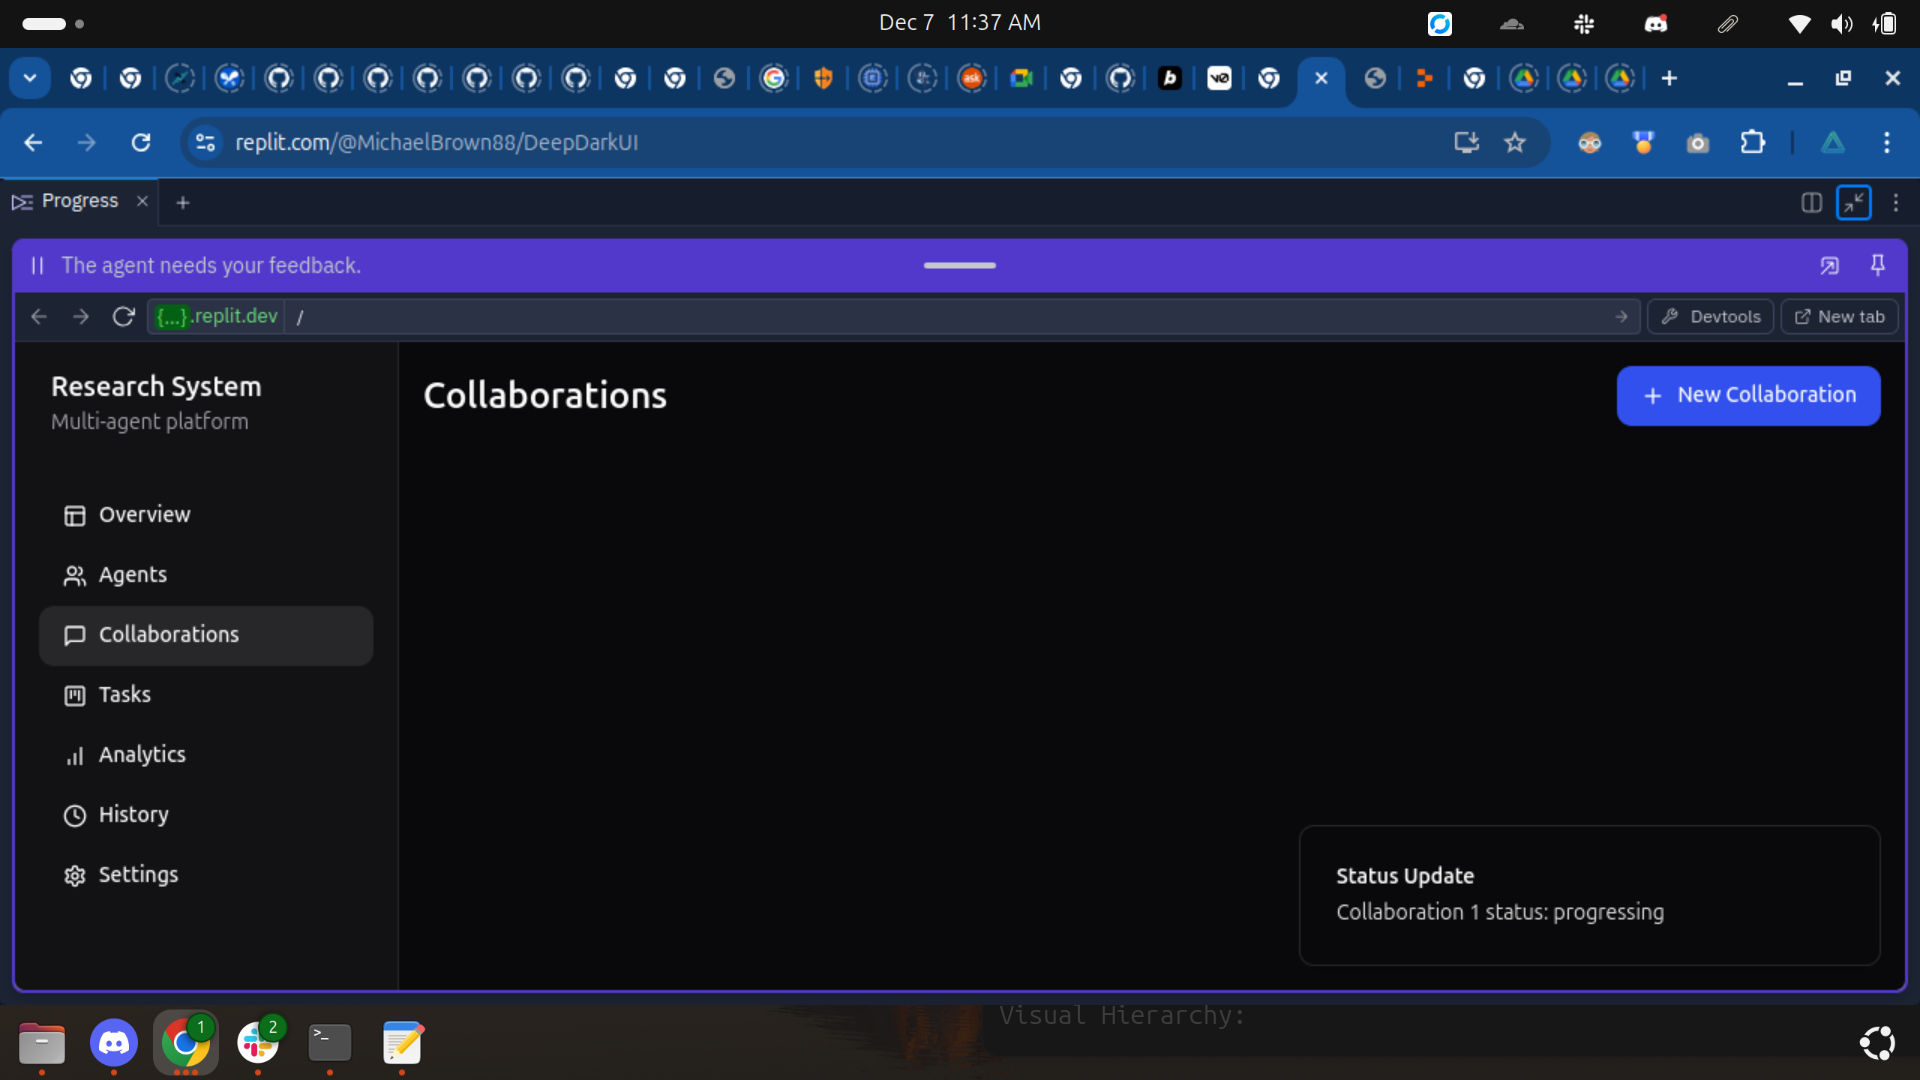 Dec 7 11:37 AM
replit.com/@MichaelBrown88/DeepDarkUI
Progress
The agent needs your feedback.
{...}.replit.dev /
Devtools
New tab
Research System
Multi-agent platform
Collaborations
+ New Collaboration
Overview
Agents
Collaborations
Tasks
Analytics
History
Settings
Status Update
Collaboration 1 status: progressing
Visual Hierarchy:
1
2